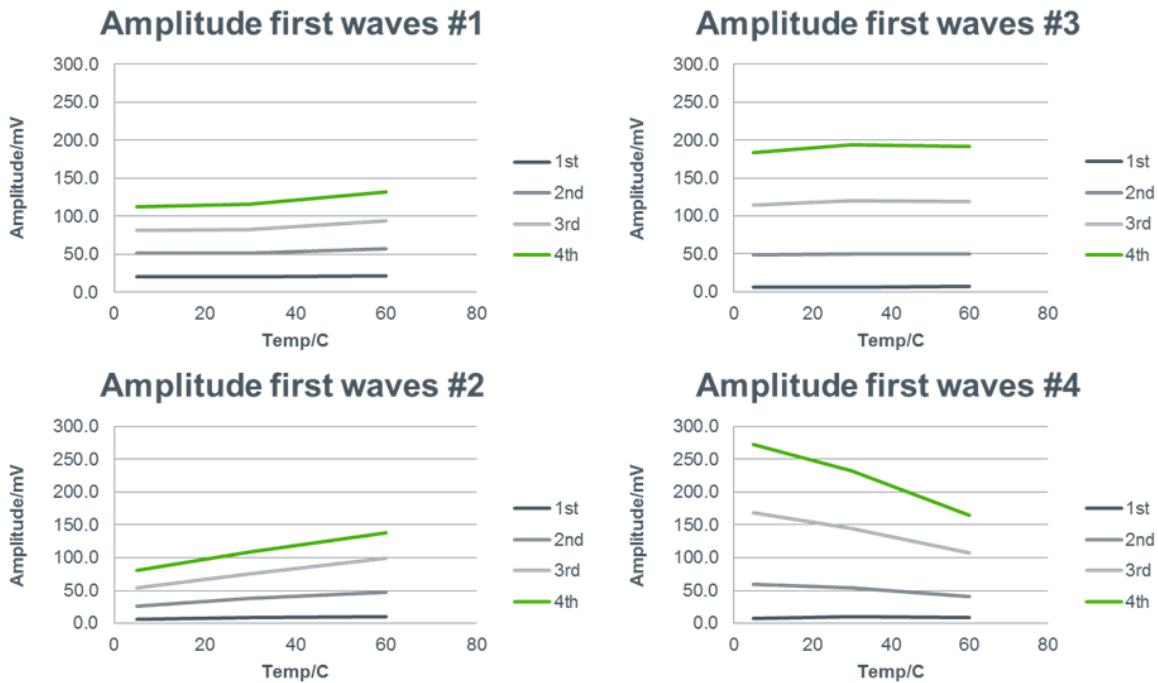 Amplitude first waves #1
300.0
250.0
200.0
150.0
100.0
50.0
0.0
Amplitude/mV
0 20 40 60 80
Temp/C
1st
2nd
3rd
4th
Amplitude first waves #3
300.0
250.0
200.0
150.0
100.0
50.0
0.0
Amplitude/mV
0 20 40 60 80
Temp/C
1st
2nd
3rd
4th
Amplitude first waves #2
300.0
250.0
200.0
150.0
100.0
50.0
0.0
Amplitude/mV
0 20 40 60 80
Temp/C
1st
2nd
3rd
4th
Amplitude first waves #4
300.0
250.0
200.0
150.0
100.0
50.0
0.0
Amplitude/mV
0 20 40 60 80
Temp/C
1st
2nd
3rd
4th